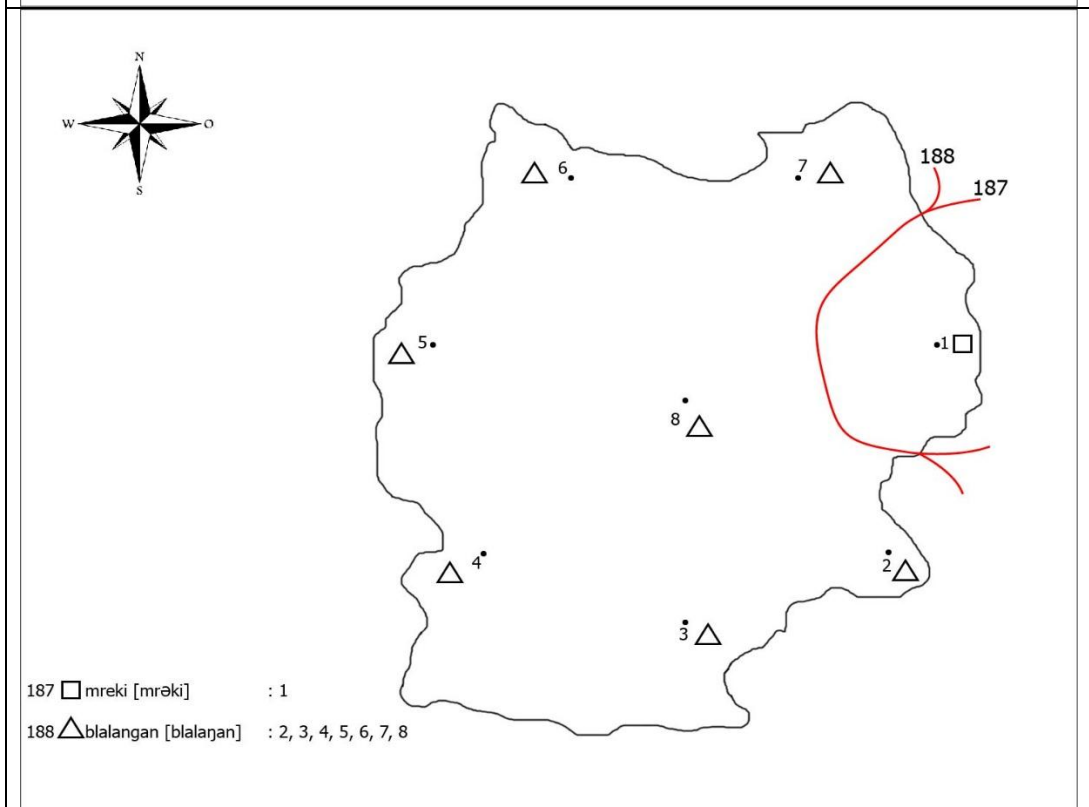 N
W O
S
6
7
188
187
5
1
8
4
2
3
187 mreki [mrəki] : 1
188 blalangan [blalaŋan] : 2, 3, 4, 5, 6, 7, 8